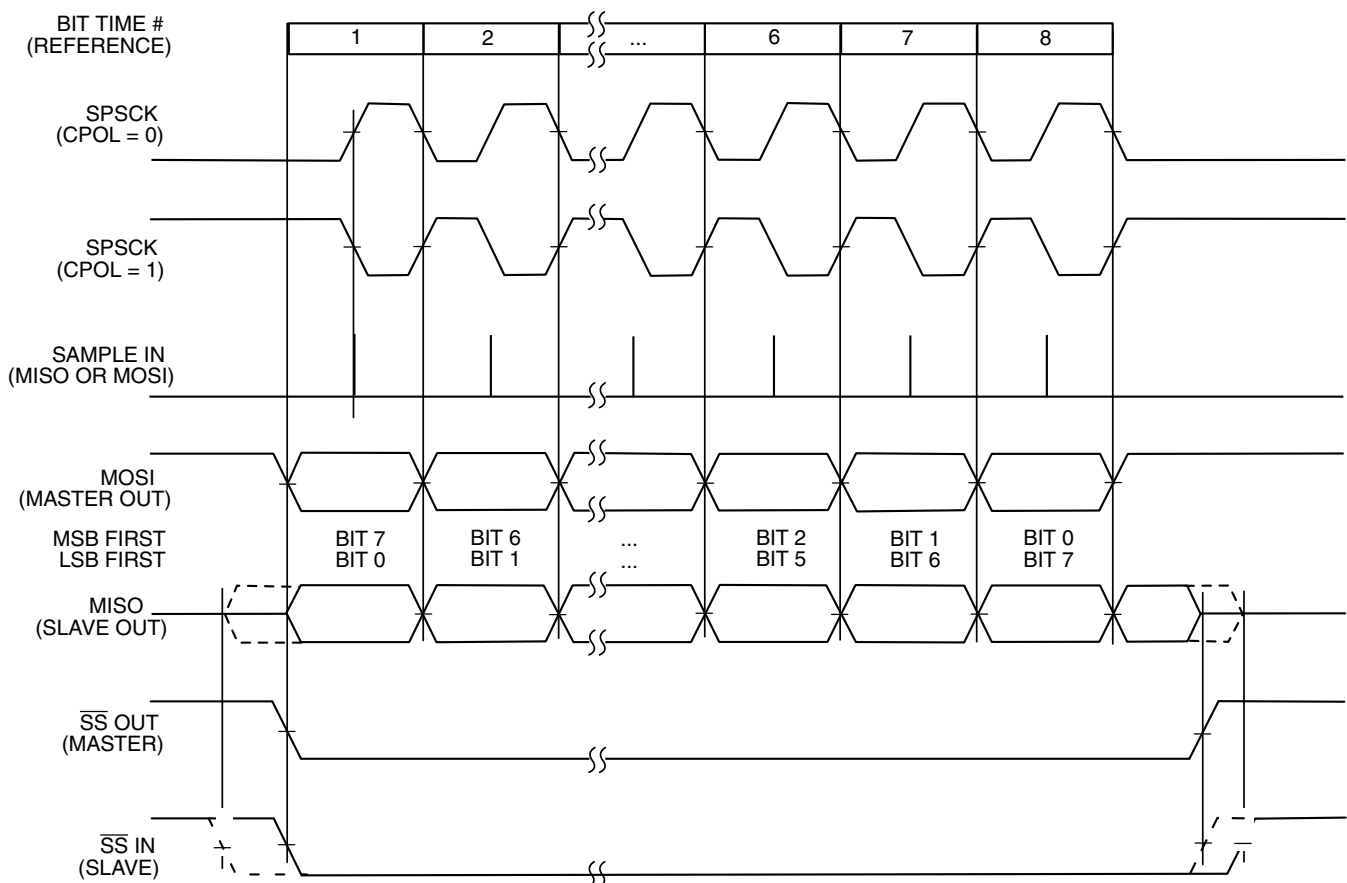 BIT TIME #
(REFERENCE)
1 2 ... 6 7 8
SPSCK
(CPOL = 0)
SPSCK
(CPOL = 1)
SAMPLE IN
(MISO OR MOSI)
MOSI
(MASTER OUT)
MSB FIRST BIT 7 BIT 6 ... BIT 2 BIT 1 BIT 0
LSB FIRST BIT 0 BIT 1 ... BIT 5 BIT 6 BIT 7
MISO
(SLAVE OUT)
S̅S̅ OUT
(MASTER)
S̅S̅ IN
(SLAVE)